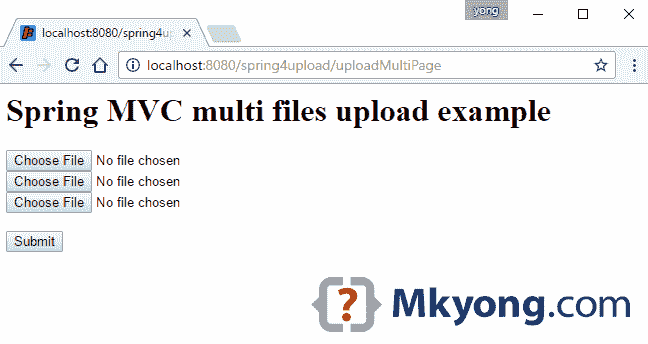 yong
localhost:8080/spring4up
localhost:8080/spring4upload/uploadMultiPage
Spring MVC multi files upload example
Choose File No file chosen
Choose File No file chosen
Choose File No file chosen
Submit
{?} Mkyong.com